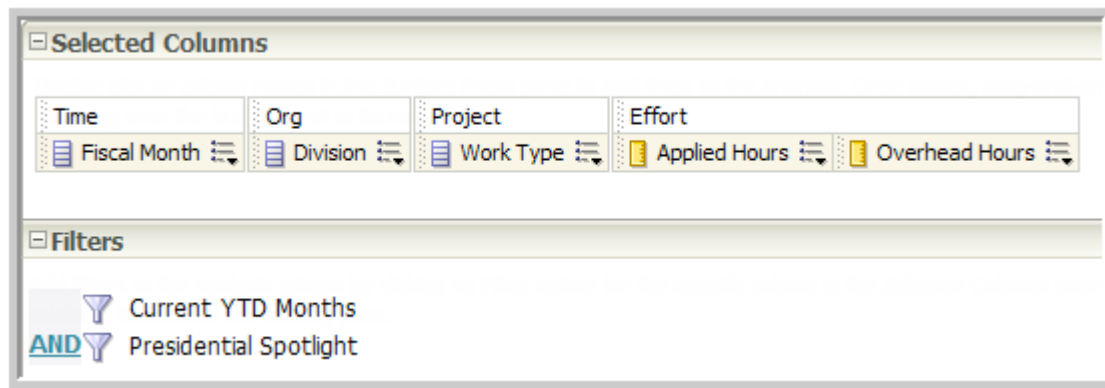 Selected Columns
Time Org Project Effort
Fiscal Month Division Work Type Applied Hours Overhead Hours
Filters
Current YTD Months
AND Presidential Spotlight